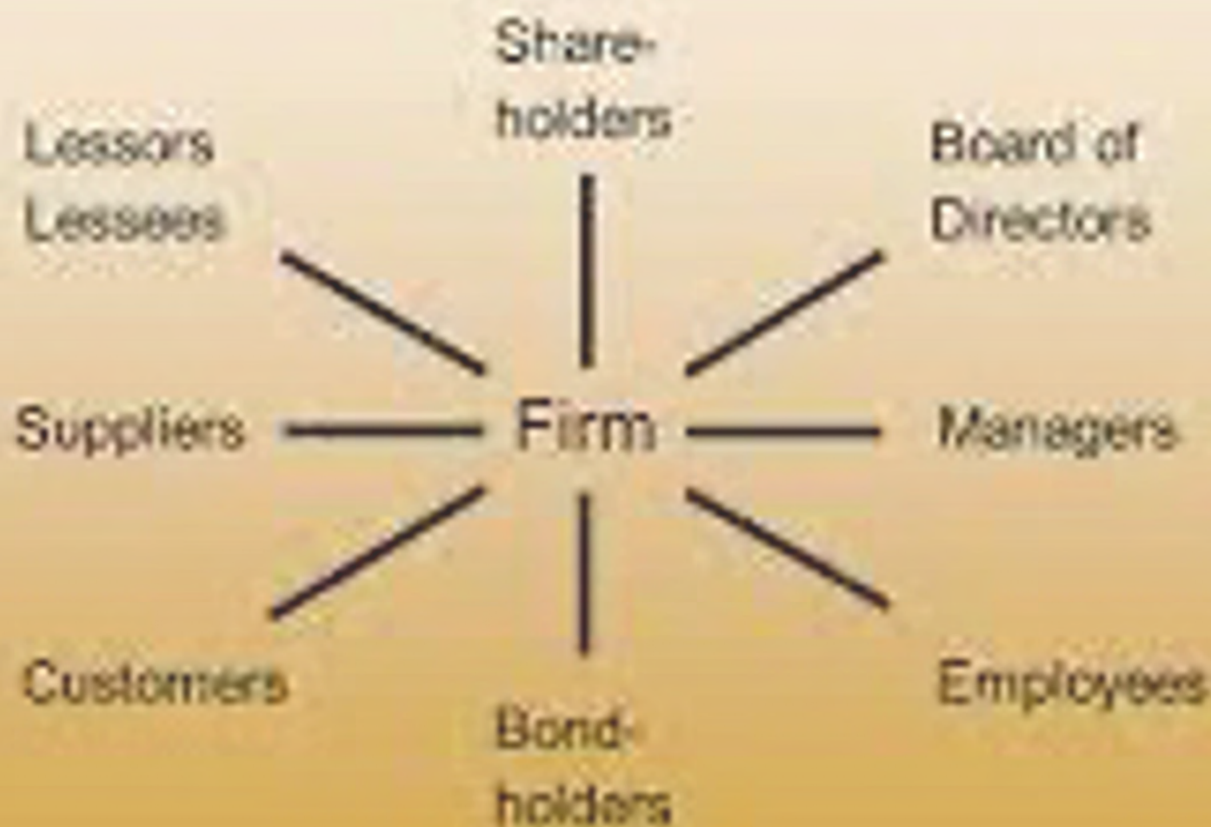 Share-
holders
Lessors
Lessees
Board of
Directors
Suppliers
Firm
Managers
Customers
Employees
Bond-
holders